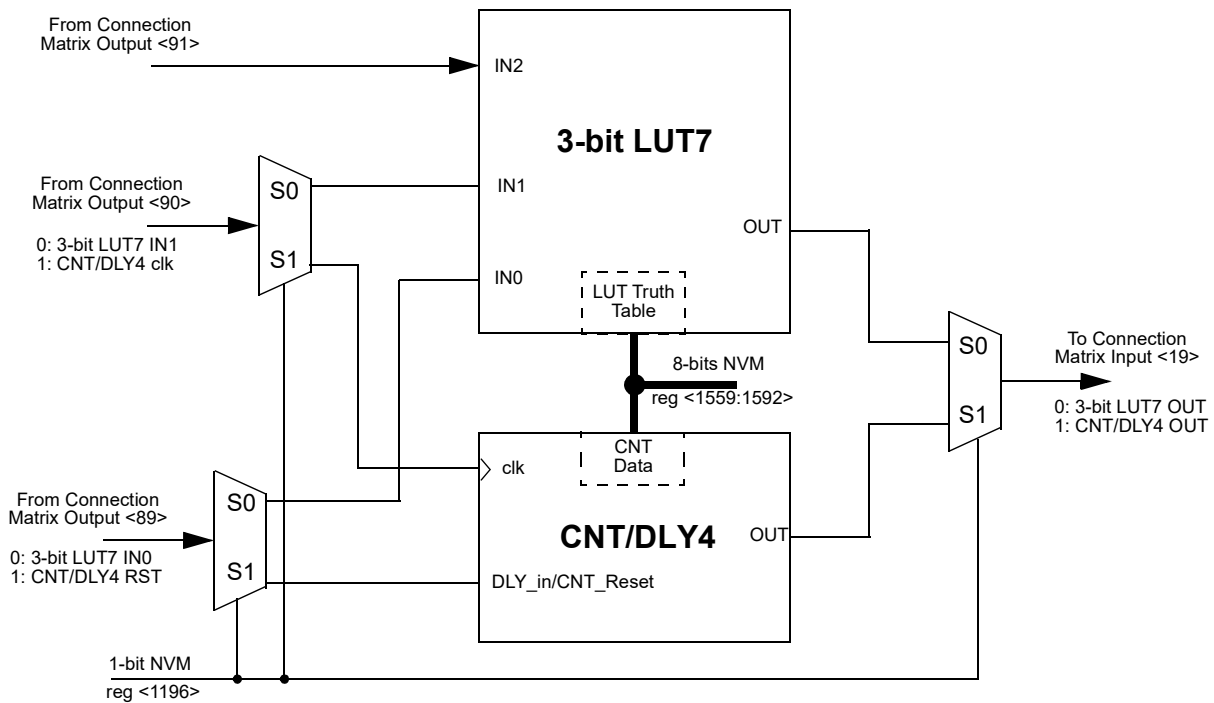 From Connection
Matrix Output <91>
IN2
3-bit LUT7
From Connection
Matrix Output <90>
S0
S1
0: 3-bit LUT7 IN1
1: CNT/DLY4 clk
IN1
OUT
IN0
LUT Truth
Table
S0
S1
To Connection
Matrix Input <19>
0: 3-bit LUT7 OUT
1: CNT/DLY4 OUT
8-bits NVM
reg <1559:1592>
CNT
Data
clk
From Connection
Matrix Output <89>
S0
S1
0: 3-bit LUT7 IN0
1: CNT/DLY4 RST
CNT/DLY4
OUT
DLY_in/CNT_Reset
1-bit NVM
reg <1196>